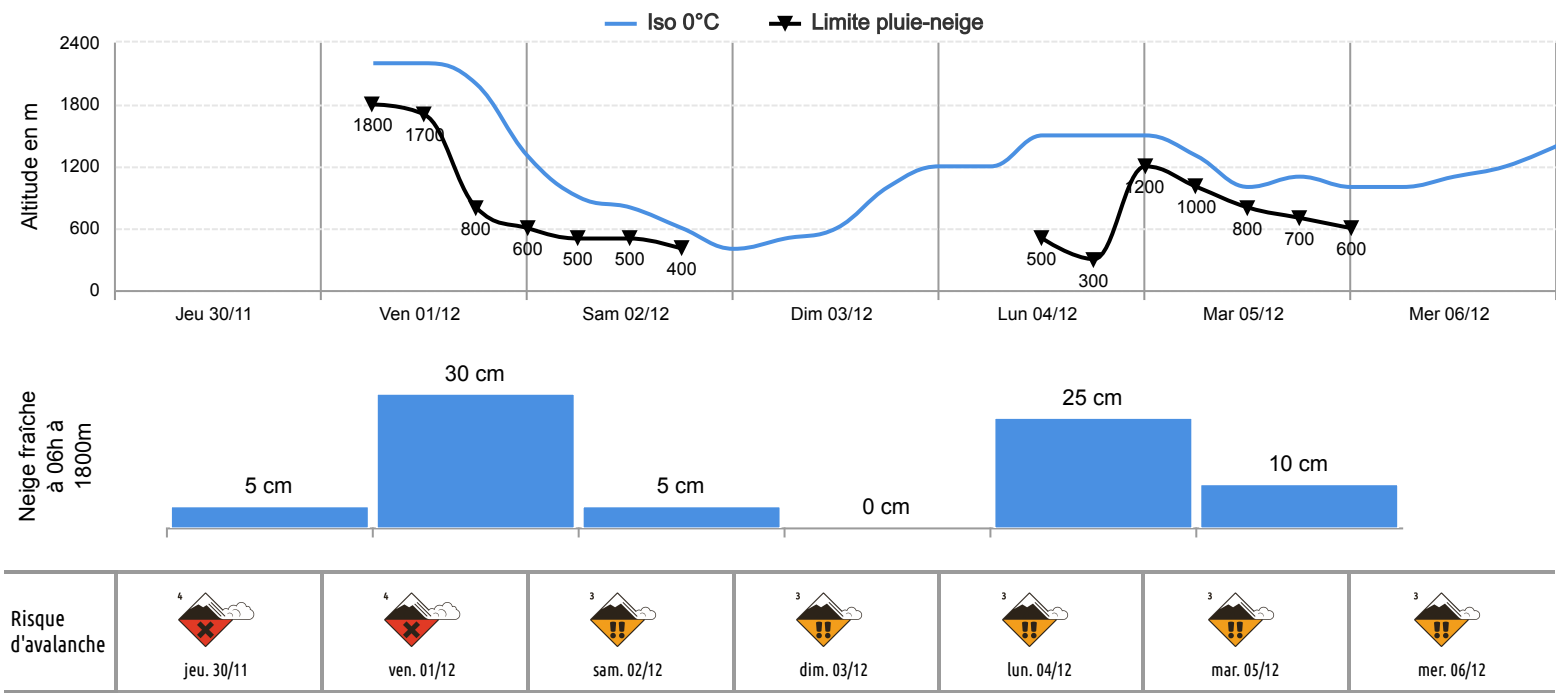 Iso 0°C Limite pluie-neige
2400
1800
1200
600
0
Altitude en m
1800 1700 800 600 500 500 400 500 300 1200 1000 800 700 600
Jeu 30/11 Ven 01/12 Sam 02/12 Dim 03/12 Lun 04/12 Mar 05/12 Mer 06/12
Neige fraîche
à 06h à
1800m
5 cm 30 cm 5 cm 0 cm 25 cm 10 cm
Risque
d'avalanche
4 4 3 3 3 3 3
jeu. 30/11 ven. 01/12 sam. 02/12 dim. 03/12 lun. 04/12 mar. 05/12 mer. 06/12